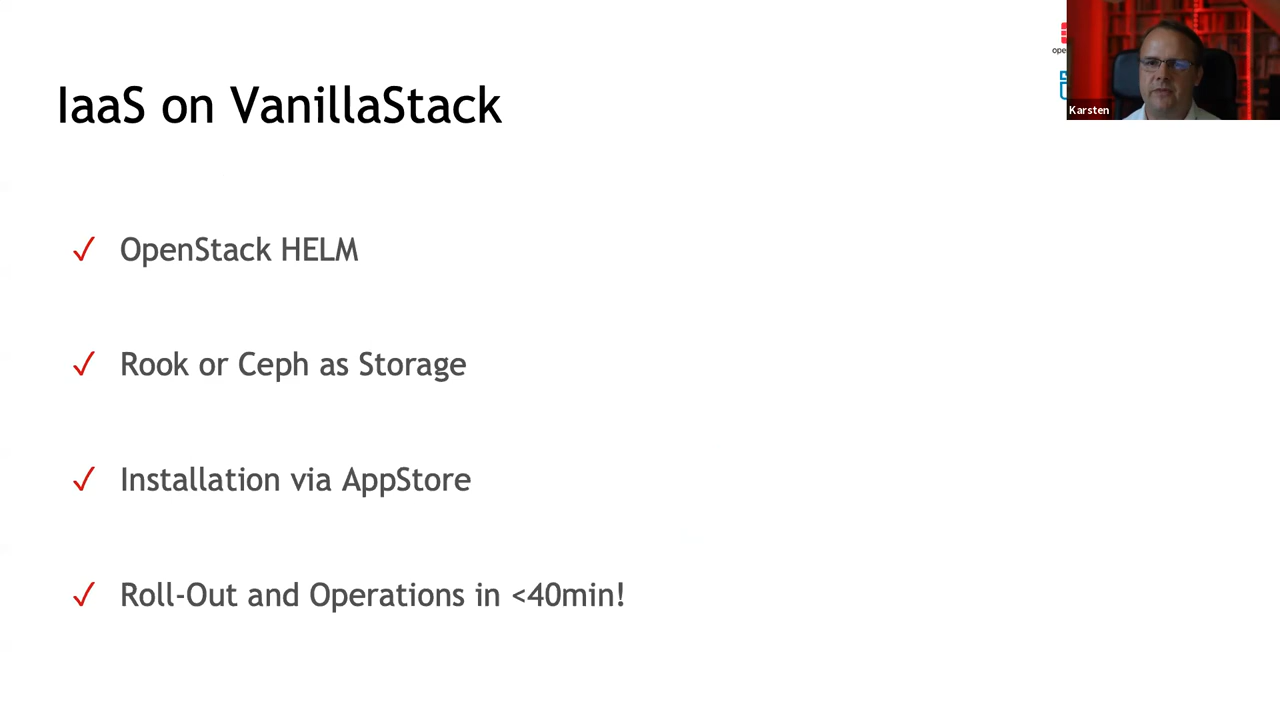 IaaS on VanillaStack
Karsten
✓ OpenStack HELM
✓ Rook or Ceph as Storage
✓ Installation via AppStore
✓ Roll-Out and Operations in <40min!